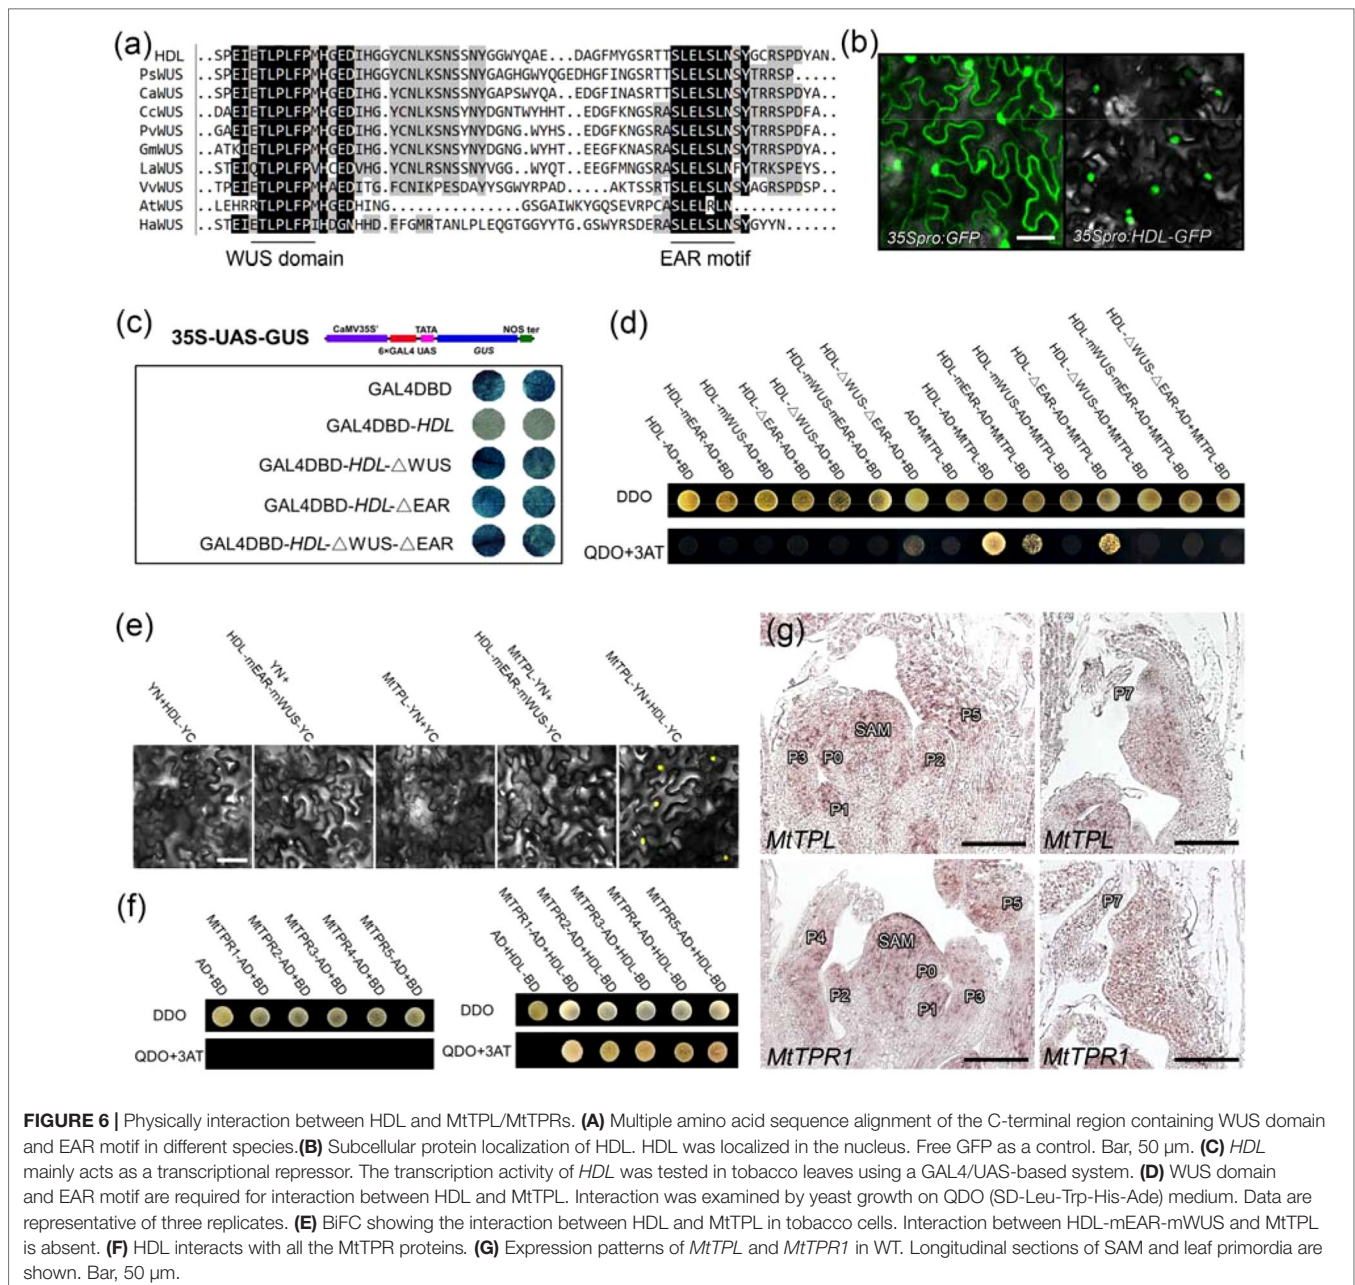 (a)
HDL ..SPEIETLPLFPMHGEDIHGGYCNLKSNSSNYGGWYQAE...DAGFMYGSRTTSLELSLNSYGCRSPDYAN.
PsWUS ..SPEIETLPLFPMHGEDIHG.YCNLKSNSSNYGAGHGWYQGEDHGFINGSRTTSLELSLNSYTRRSP.....
CaWUS ..SPEIETLPLFPMHGEDIHG.YCNLKSNSSNYGAPSWYQA..EDGFINASRTTSLELSLNSYTRRSPDYA..
CcWUS ..DAEIETLPLFPMHGEDIHG.YCNLKSNSYNYDGNTWYHHT..EDGFKNGSRASLELSLNSYTRRSPDFA..
PvWUS ..GAEIETLPLFPMHGEDIHG.YCNLKSNSYNYDGNG.WYHS..EDGFKNGSRASLELSLNSYTRRSPDFA..
GmWUS ..ATKIETLPLFPMHGEDIHG.YCNLKSNSYNYDGNG.WYHT..EEGFKNASRASLELSLNSYTRRSPDYA..
LaWUS ..STEIQTLPLFPVHCEDVHG.YCNLKSNSSNYVGG..WYQT..EEGFMNGSRASLELSLNFYTRKSPEYS..
VvWUS ..TPEIETLPLFPMHAEDITG.FCNIKPESDAYYSGWYRPAD.....AKTSSRTSLELSLNSYAGRSPDSP..
AtWUS ..LEHRRTLPLFPMHGEDHING..............GSGAIWKYGQSEVRPCASLELRLN............
HaWUS ..STEIETLPLFPIHDGNHHD.FFGMRTANLPLEQGTGGYYTG.GSWYRSDERASLELSLNSYGYYN......
WUS domain EAR motif
(b)
35Spro:GFP 35Spro:HDL-GFP
(c)
35S-UAS-GUS
CaMV35S' TATA NOS ter
6×GAL4 UAS GUS
GAL4DBD
GAL4DBD-HDL
GAL4DBD-HDL-△WUS
GAL4DBD-HDL-△EAR
GAL4DBD-HDL-△WUS-△EAR
(d)
HDL-AD+BD
HDL-mEAR-AD+BD
HDL-mWUS-AD+BD
HDL-△EAR-AD+BD
HDL-△WUS-AD+BD
HDL-mWUS-mEAR-AD+BD
HDL-△WUS-△EAR-AD+BD
AD+MtTPL-BD
HDL-AD+MtTPL-BD
HDL-mEAR-AD+MtTPL-BD
HDL-mWUS-AD+MtTPL-BD
HDL-△EAR-AD+MtTPL-BD
HDL-△WUS-AD+MtTPL-BD
HDL-mWUS-mEAR-AD+MtTPL-BD
HDL-△WUS-△EAR-AD+MtTPL-BD
DDO
QDO+3AT
(e)
YN+HDL-YC
YN+
HDL-mEAR-mWUS-YC
MtTPL-YN+YC
MtTPL-YN+
HDL-mEAR-mWUS-YC
MtTPL-YN+HDL-YC
(f)
AD+BD
MtTPR1-AD+BD
MtTPR2-AD+BD
MtTPR3-AD+BD
MtTPR4-AD+BD
MtTPR5-AD+BD
DDO
QDO+3AT
AD+HDL-BD
MtTPR1-AD+HDL-BD
MtTPR2-AD+HDL-BD
MtTPR3-AD+HDL-BD
MtTPR4-AD+HDL-BD
MtTPR5-AD+HDL-BD
DDO
QDO+3AT
(g)
P5
SAM
P3 P0 P2
P1
MtTPL
P7
MtTPL
P5
P4 SAM
P0
P2 P1 P3
MtTPR1
P7
MtTPR1
FIGURE 6 | Physically interaction between HDL and MtTPL/MtTPRs. (A) Multiple amino acid sequence alignment of the C-terminal region containing WUS domain
and EAR motif in different species.(B) Subcellular protein localization of HDL. HDL was localized in the nucleus. Free GFP as a control. Bar, 50 μm. (C) HDL
mainly acts as a transcriptional repressor. The transcription activity of HDL was tested in tobacco leaves using a GAL4/UAS-based system. (D) WUS domain
and EAR motif are required for interaction between HDL and MtTPL. Interaction was examined by yeast growth on QDO (SD-Leu-Trp-His-Ade) medium. Data are
representative of three replicates. (E) BiFC showing the interaction between HDL and MtTPL in tobacco cells. Interaction between HDL-mEAR-mWUS and MtTPL
is absent. (F) HDL interacts with all the MtTPR proteins. (G) Expression patterns of MtTPL and MtTPR1 in WT. Longitudinal sections of SAM and leaf primordia are
shown. Bar, 50 μm.